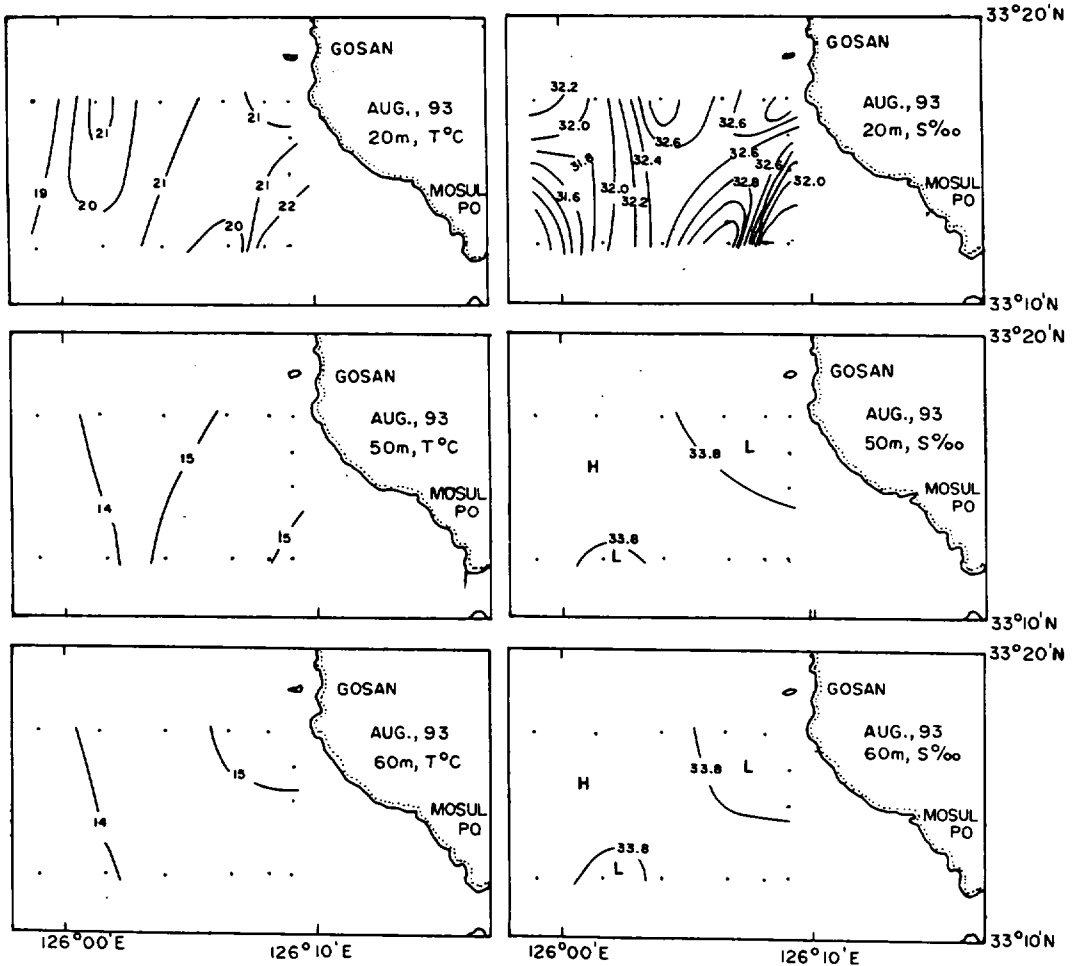 33°20'N
GOSAN
AUG., 93
20m, T°C
MOSUL
PO
21
21
19
20
21
21
22
20
GOSAN
AUG., 93
20m, S‰
MOSUL
PO
32.2
32.0
31.8
31.6
32.0
32.2
32.4
32.6
32.6
32.6
32.6
32.8
32.0
33°10'N
33°20'N
GOSAN
AUG., 93
50m, T°C
MOSUL
PO
14
15
15
GOSAN
AUG., 93
50m, S‰
MOSUL
PO
33.8
L
H
33.8
L
33°10'N
33°20'N
GOSAN
AUG., 93
60m, T°C
MOSUL
PO
14
15
GOSAN
AUG., 93
60m, S‰
MOSUL
PO
33.8
L
H
33.8
L
33°10'N
126°00'E
126°10'E
126°00'E
126°10'E